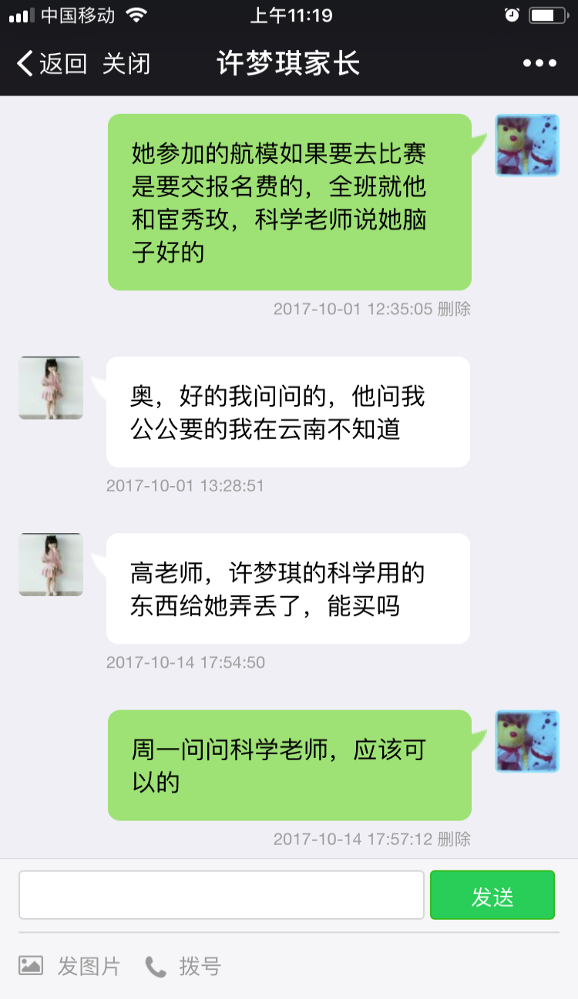 中国移动 上午11:19
返回 关闭 许梦琪家长
她参加的航模如果要去比赛
是要交报名费的，全班就他
和宦秀玫，科学老师说她脑
子好的
2017-10-01 12:35:05 删除
奥，好的我问问的，他问我
公公要的我在云南不知道
2017-10-01 13:28:51
高老师，许梦琪的科学用的
东西给她弄丢了，能买吗
2017-10-14 17:54:50
周一问问科学老师，应该可
以的
2017-10-14 17:57:12 删除
发送
发图片 拨号